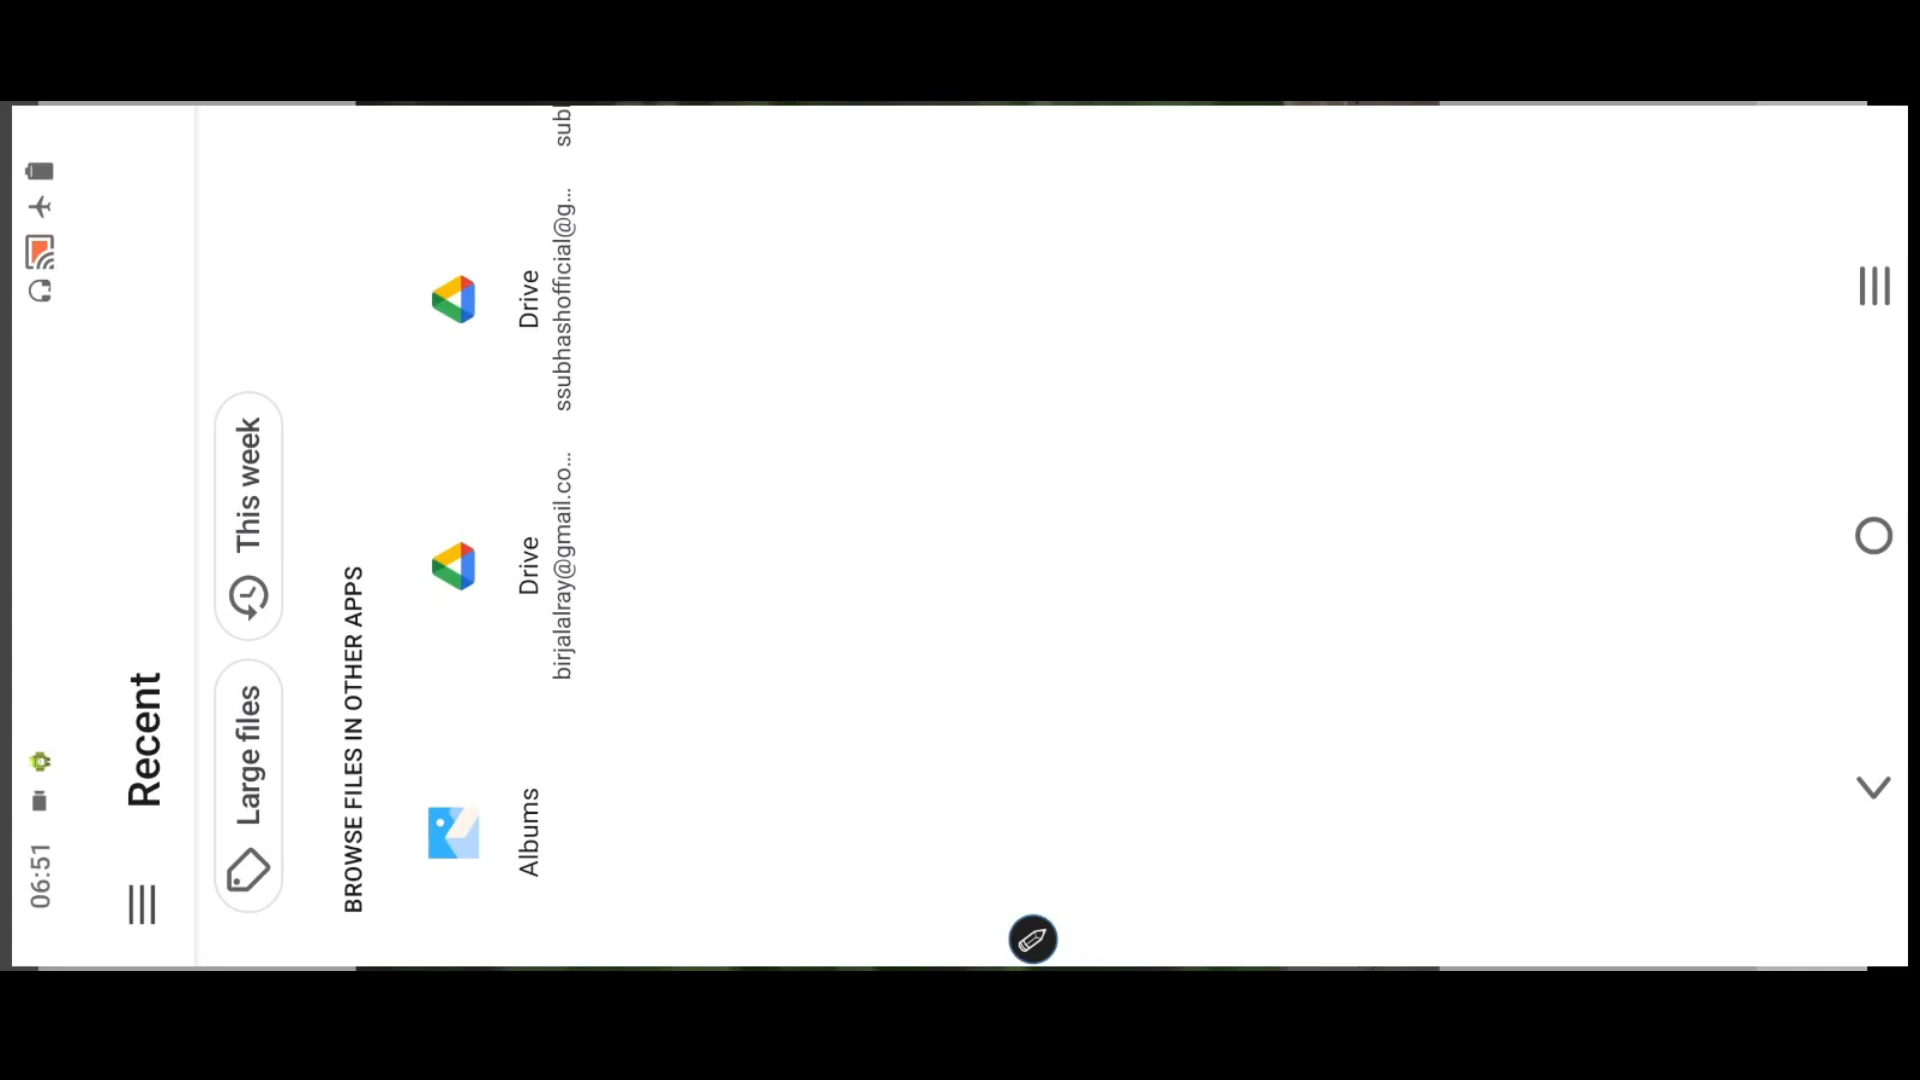 06:51
Recent
Large files
This week
BROWSE FILES IN OTHER APPS
Albums
Drive
birjalalray@gmail.co...
Drive
ssubhashofficial@g...
sub